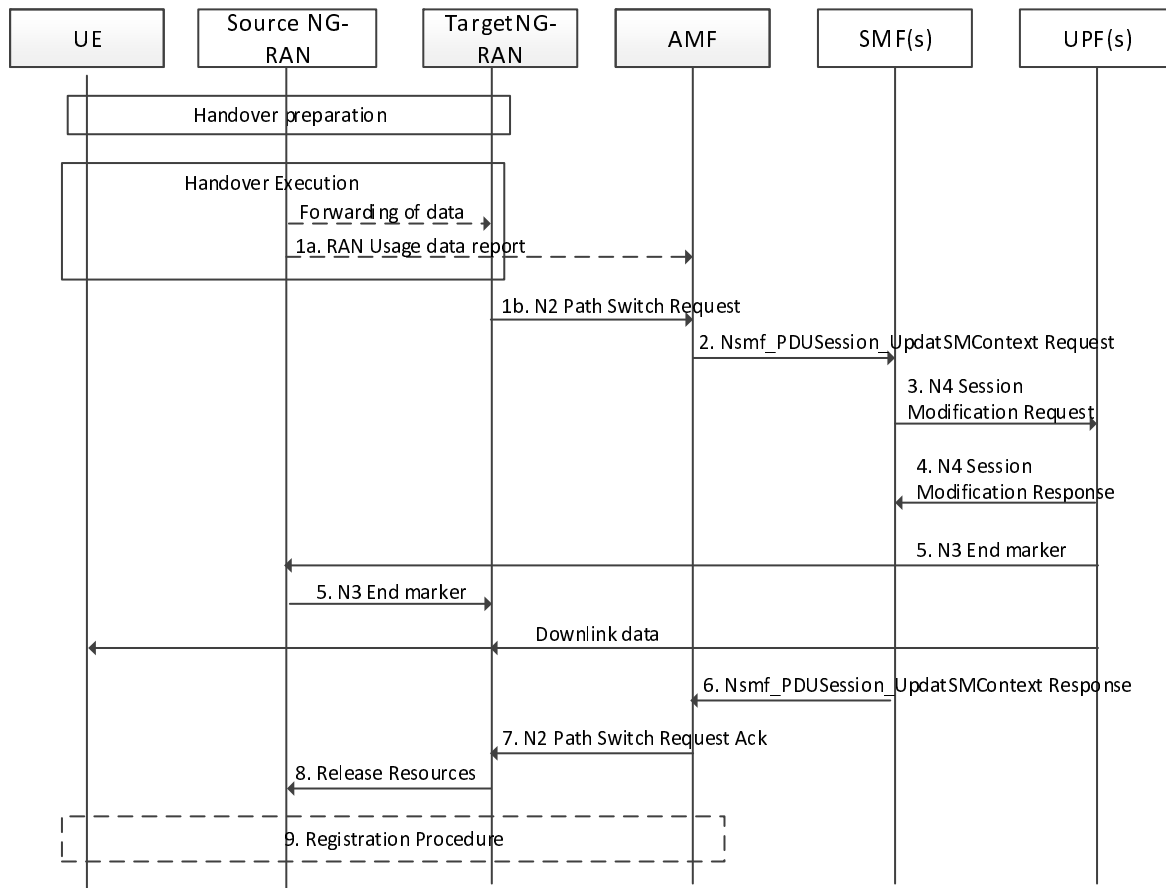 UE
Source NG-
RAN
TargetNG-
RAN
AMF
SMF(s)
UPF(s)
Handover preparation
Handover Execution
Forwarding of data
1a. RAN Usage data report
1b. N2 Path Switch Request
2. Nsmf_PDUSession_UpdatSMContext Request
3. N4 Session
Modification Request
4. N4 Session
Modification Response
5. N3 End marker
5. N3 End marker
Downlink data
6. Nsmf_PDUSession_UpdatSMContext Response
7. N2 Path Switch Request Ack
8. Release Resources
9. Registration Procedure